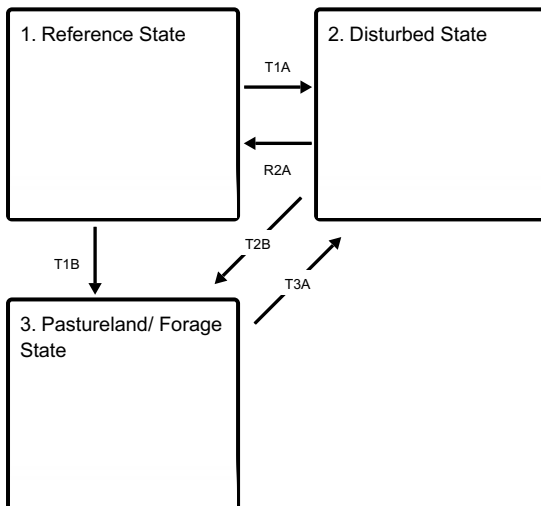 1. Reference State
2. Disturbed State
T1A
R2A
T1B
T2B
T3A
3. Pastureland/ Forage
State